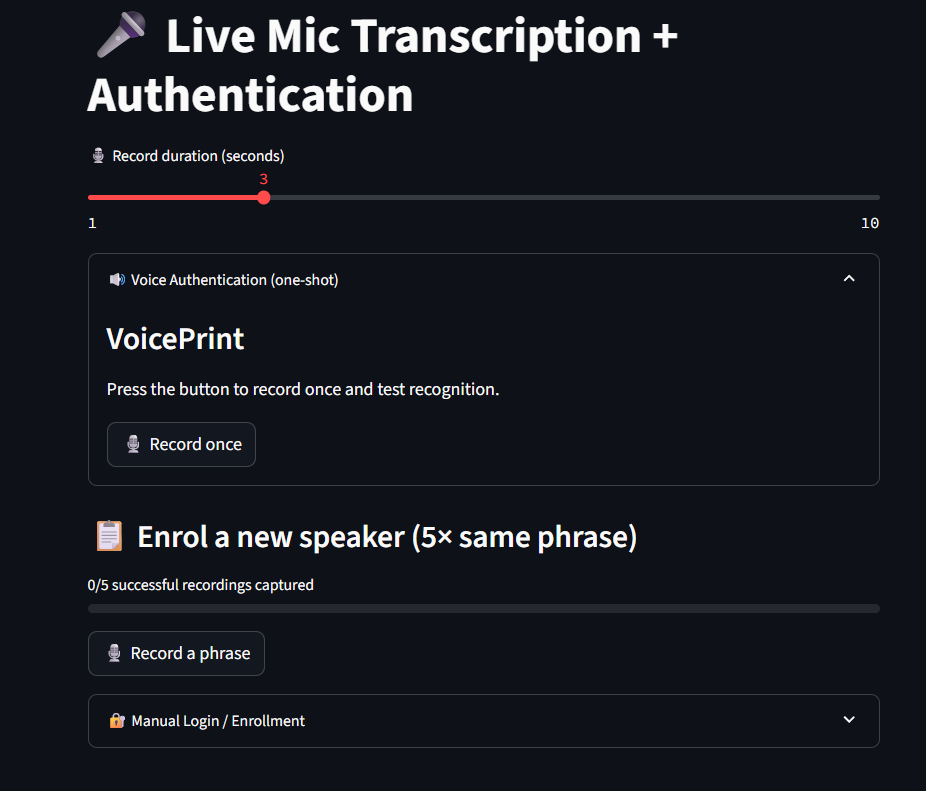 Live Mic Transcription +
Authentication
Record duration (seconds)
3
1
10
Voice Authentication (one-shot)
VoicePrint
Press the button to record once and test recognition.
Record once
Enrol a new speaker (5× same phrase)
0/5 successful recordings captured
Record a phrase
Manual Login / Enrollment